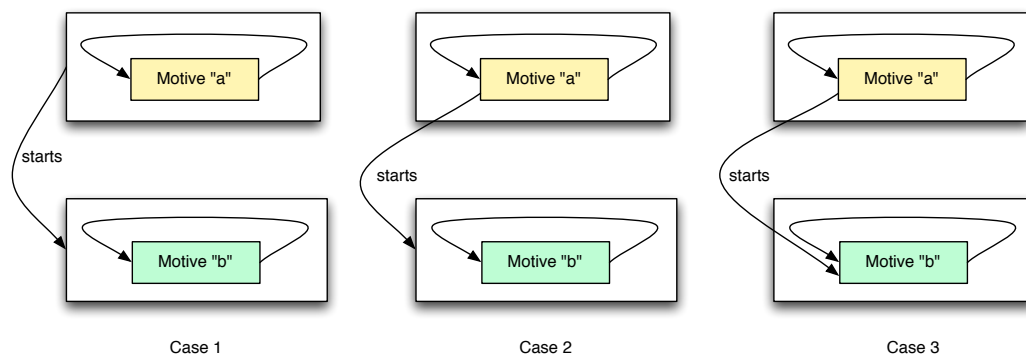 Motive "a"
Motive "a"
Motive "a"
starts
starts
starts
Motive "b"
Motive "b"
Motive "b"
Case 1
Case 2
Case 3